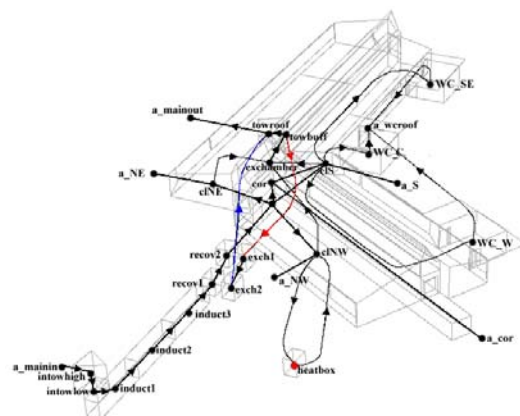 WC_SE
a_mainout
towroof
towbuff
a_wcroof
WC_C
exchamber
clS
a_NE
clNE
cor
a_S
WC_W
recov2
exch1
clNW
recov1
exch2
a_NW
induct3
a_cor
induct2
a_mainin
intowhigh
heatbox
intowlow
induct1